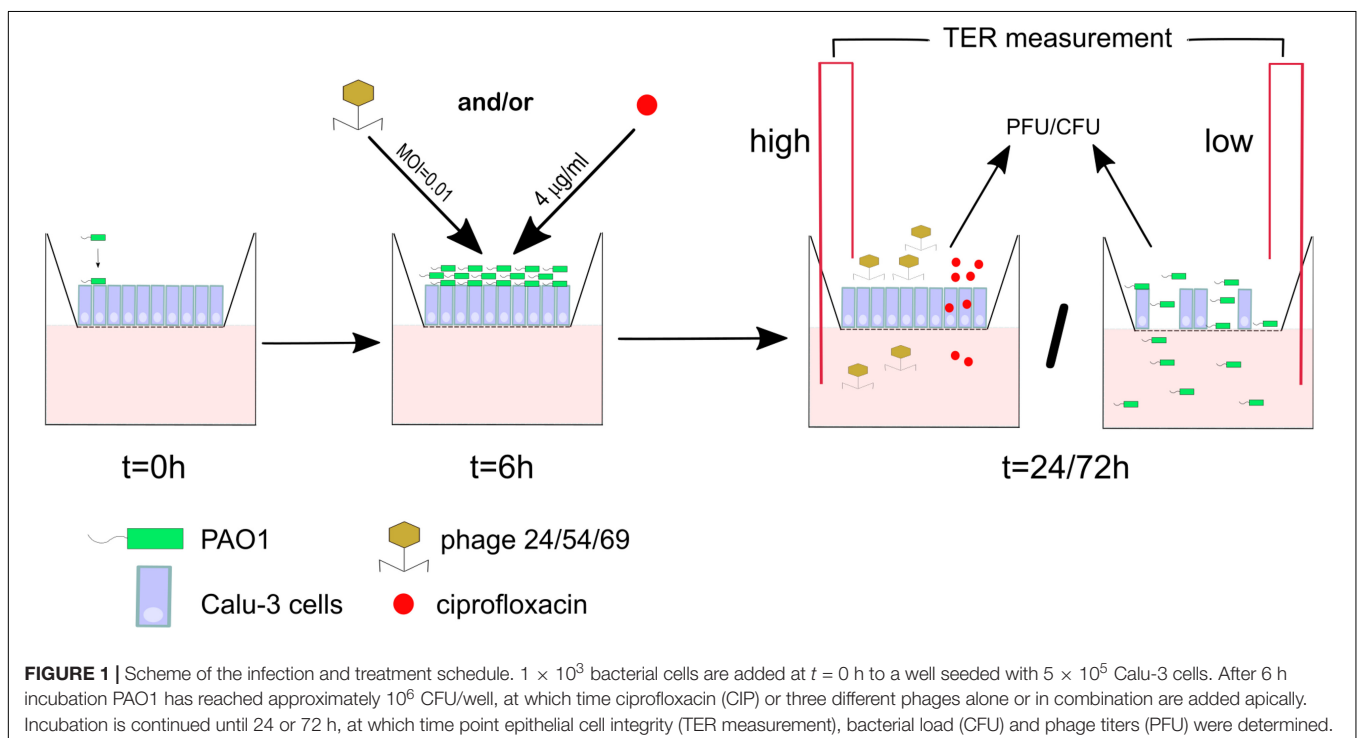 TER measurement
and/or
MOI=0.01
4 µg/ml
high
PFU/CFU
low
t=0h
t=6h
t=24/72h
PAO1
phage 24/54/69
Calu-3 cells
ciprofloxacin
FIGURE 1 | Scheme of the infection and treatment schedule. 1 × 10³ bacterial cells are added at t = 0 h to a well seeded with 5 × 10⁵ Calu-3 cells. After 6 h
incubation PAO1 has reached approximately 10⁶ CFU/well, at which time ciprofloxacin (CIP) or three different phages alone or in combination are added apically.
Incubation is continued until 24 or 72 h, at which time point epithelial cell integrity (TER measurement), bacterial load (CFU) and phage titers (PFU) were determined.